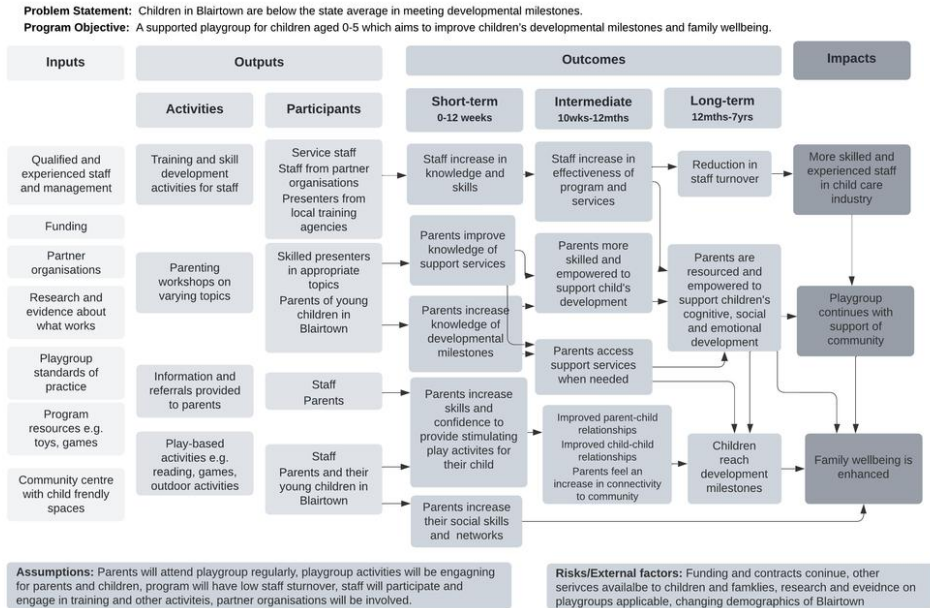 Problem Statement: Children in Blairtown are below the state average in meeting developmental milestones.
Program Objective: A supported playgroup for children aged 0-5 which aims to improve children's developmental milestones and family wellbeing.
Inputs
Outputs
Outcomes
Impacts
Activities
Participants
Short-term
0-12 weeks
Intermediate
10wks-12mths
Long-term
12mths-7yrs
Qualified and
experienced staff
and management
Funding
Partner
organisations
Research and
evidence about
what works
Playgroup
standards of
practice
Program
resources e.g.
toys, games
Community centre
with child frendly
spaces
Training and skill
development
activities for staff
Parenting
workshops on
varying topics
Information and
referrals provided
to parents
Play-based
activities e.g.
reading, games,
outdoor activities
Service staff
Staff from partner
organisations
Presenters from
local training
agencies
Skilled presenters
in appropriate
topics
Parents of young
children in
Blairtown
Staff
Parents
Staff
Parents and their
young children in
Blairtown
Staff increase in
knowledge and
skills
Parents improve
knowledge of
support services
Parents increase
knowledge of
developmental
milestones
Parents increase
skills and
confidence to
provide stimulating
play activites for
their child
Parents increase
their social skills
and networks
Staff increase in
effectiveness of
program and
services
Parents more
skilled and
empowered to
support child's
development
Parents access
support services
when needed
Improved parent-child
relationships
Improved child-child
relationships
Parents feel an
increase in connectivity
to community
Reduction in
staff turnover
Parents are
resourced and
empowered to
support children's
cognitive, social
and emotional
development
Children
reach
development
milestones
More skilled and
experienced staff
in child care
industry
Playgroup
continues with
support of
community
Family wellbeing is
enhanced
Assumptions: Parents will attend playgroup regularly, playgroup activities will be engagning
for parents and children, program will have low staff sturnover, staff will participate and
engage in training and other activiteis, partner organisations will be involved.
Risks/External factors: Funding and contracts coninue, other
serivces availalbe to children and famklies, research and eveidnce on
playgroups applicable, changing demographics of Blairtown